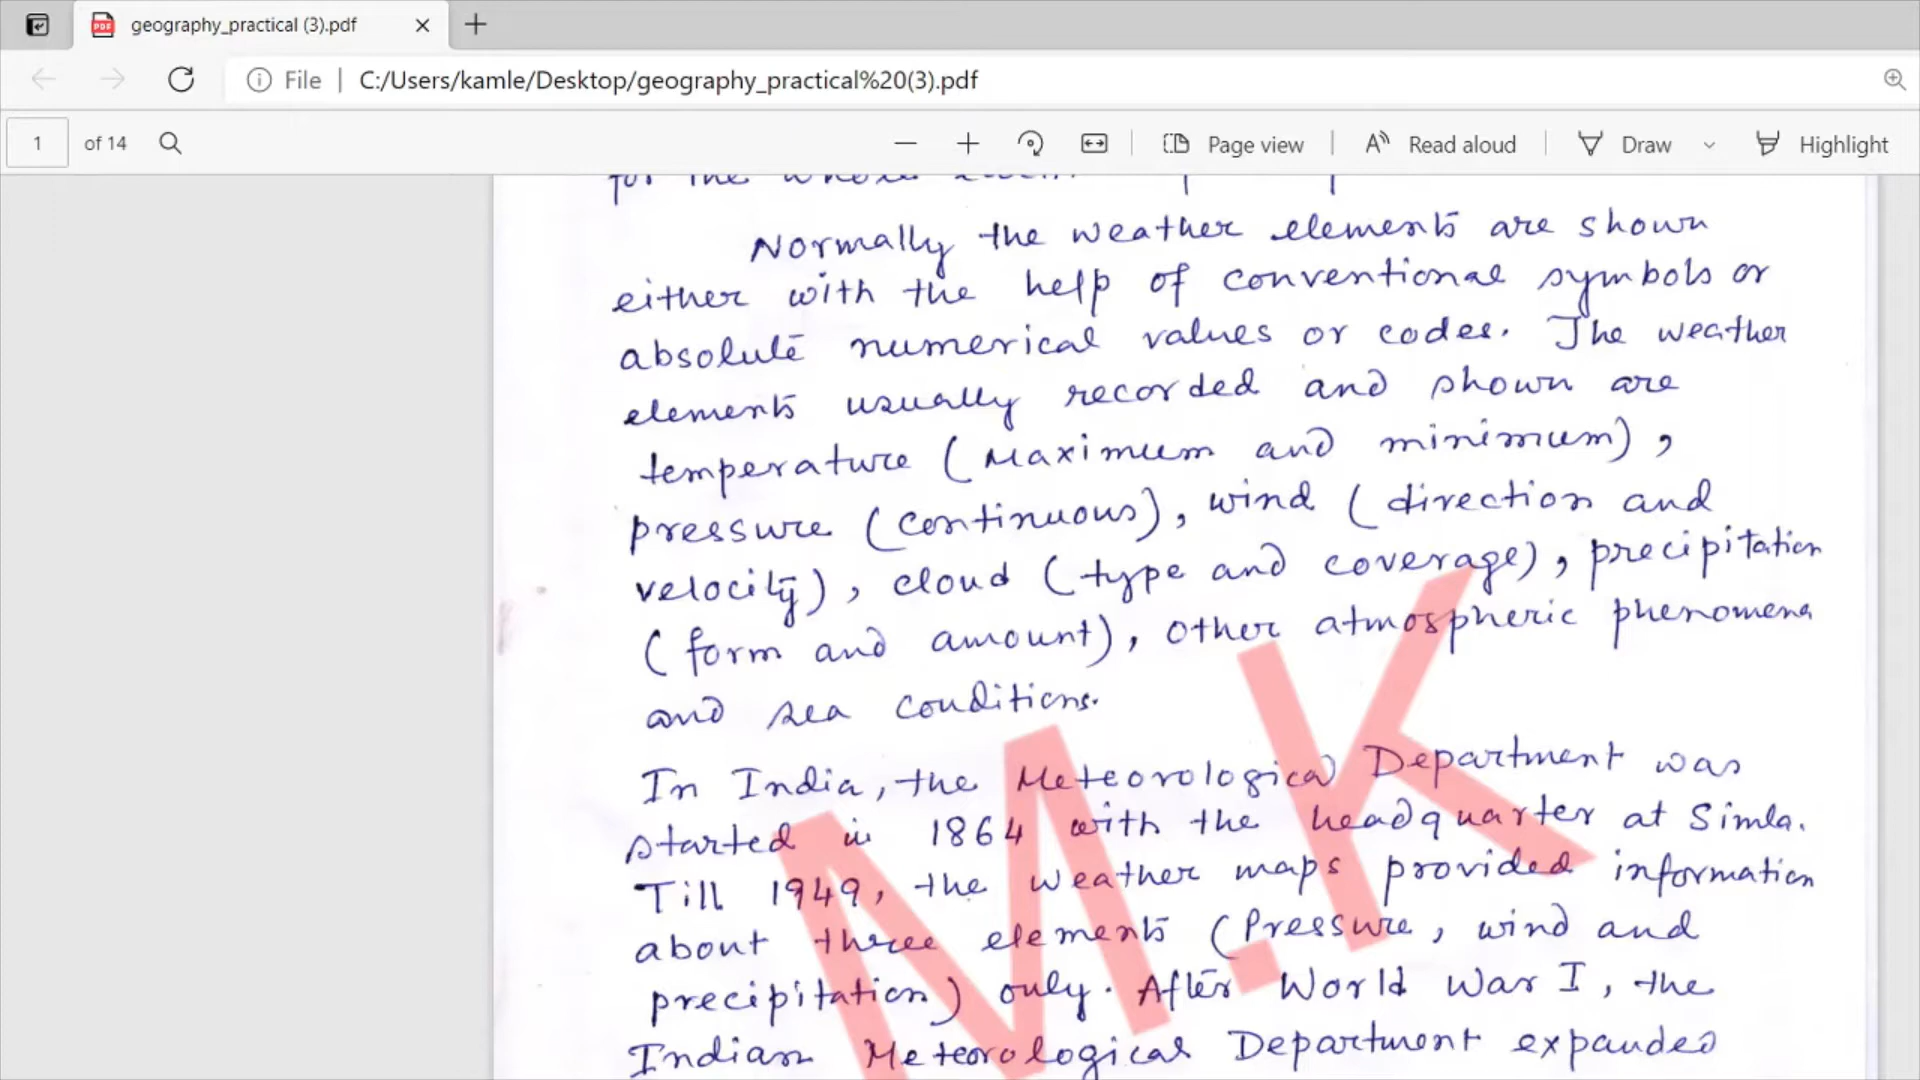 geography_practical (3).pdf
File | C:/Users/kamle/Desktop/geography_practical%20(3).pdf
1 of 14 Page view Read aloud Draw Highlight
for the whole
Normally the weather elements are shown
either with the help of conventional symbols or
absolute numerical values or codes. The weather
elements usually recorded and shown are
temperature (Maximum and minimum),
pressure (continuous), wind (direction and
velocity), cloud (type and coverage), precipitation
(form and amount), other atmospheric phenomena
and sea conditions.
In India, the Meteorological Department was
started in 1864 with the headquarter at Simla.
Till 1949, the weather maps provided information
about three elements (Pressure, wind and
precipitation) only. After World War I, the
Indian Meteorological Department expanded
M.K